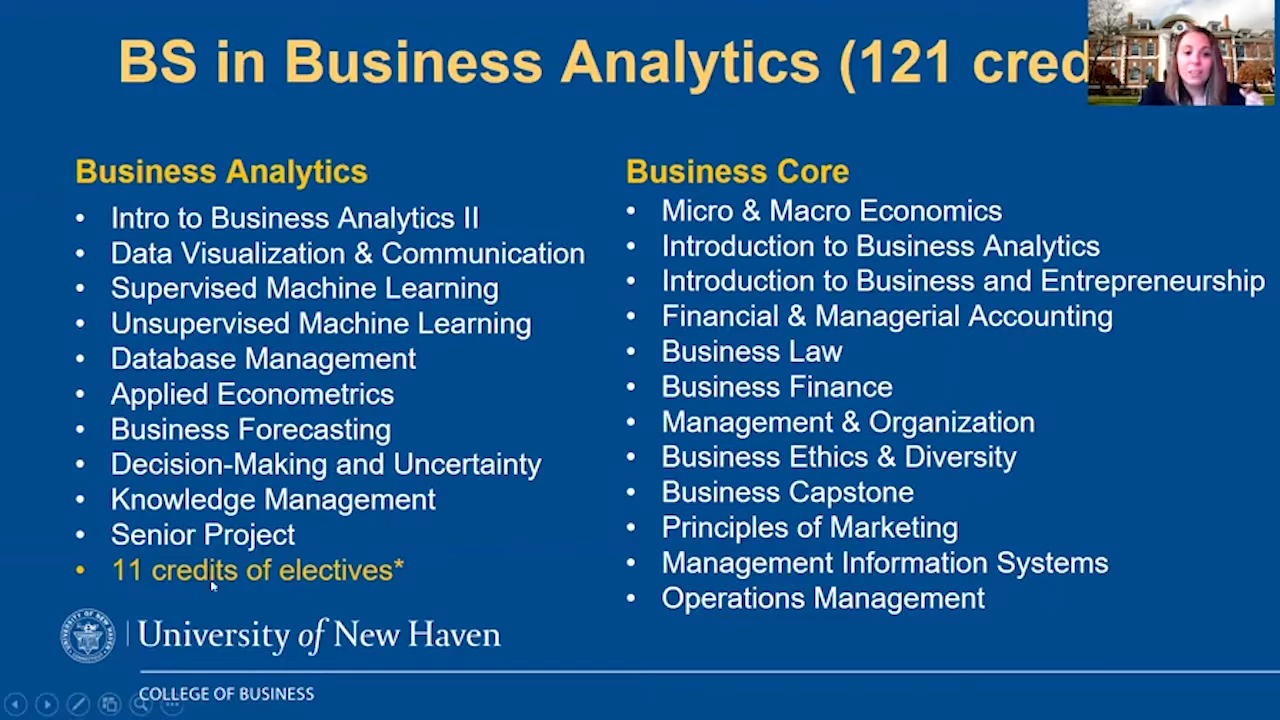 BS in Business Analytics (121 cred
Business Analytics
• Intro to Business Analytics II
• Data Visualization & Communication
• Supervised Machine Learning
• Unsupervised Machine Learning
• Database Management
• Applied Econometrics
• Business Forecasting
• Decision-Making and Uncertainty
• Knowledge Management
• Senior Project
• 11 credits of electives*
Business Core
• Micro & Macro Economics
• Introduction to Business Analytics
• Introduction to Business and Entrepreneurship
• Financial & Managerial Accounting
• Business Law
• Business Finance
• Management & Organization
• Business Ethics & Diversity
• Business Capstone
• Principles of Marketing
• Management Information Systems
• Operations Management
University of New Haven
COLLEGE OF BUSINESS